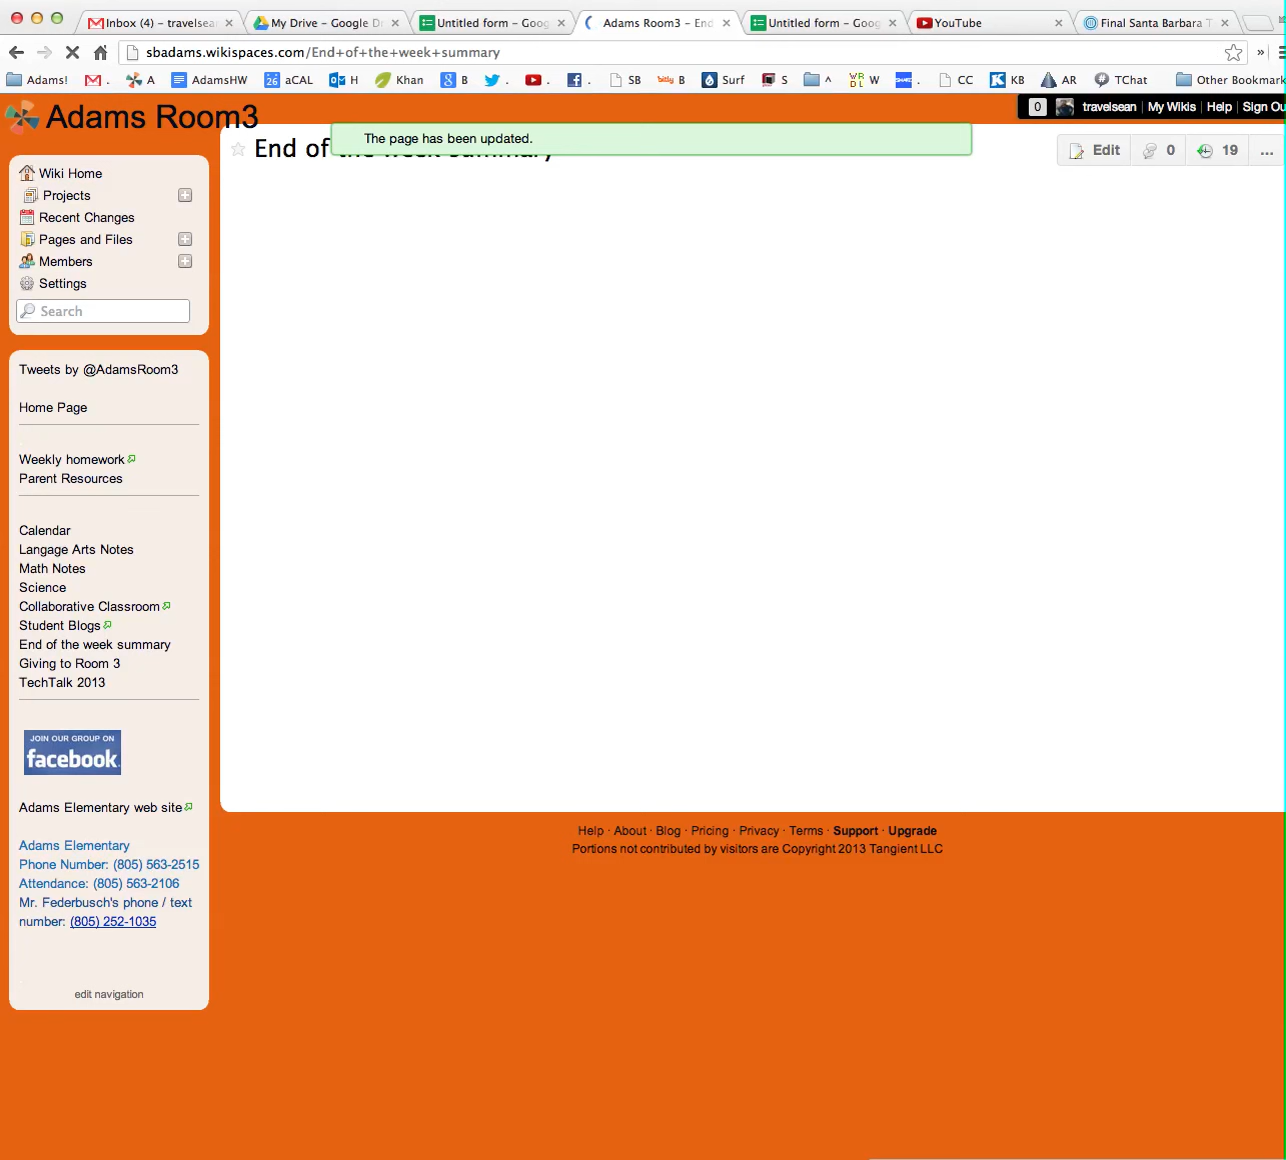 Inbox (4) – travelsear
My Drive – Google Dr
Untitled form – Goog
Adams Room3 – End
Untitled form – Goog
YouTube
Final Santa Barbara T
sbadams.wikispaces.com/End+of+the+week+summary
Adams! . A AdamsHW aCAL H Khan B . . . SB B Surf S ^ W . CC KB AR TChat Other Bookmark
Adams Room3
0 travelsean My Wikis Help Sign Ou
The page has been updated.
End of the week summary
Edit 0 19 ...
Wiki Home
Projects
Recent Changes
Pages and Files
Members
Settings
Search
Tweets by @AdamsRoom3
Home Page
Weekly homework
Parent Resources
Calendar
Langage Arts Notes
Math Notes
Science
Collaborative Classroom
Student Blogs
End of the week summary
Giving to Room 3
TechTalk 2013
JOIN OUR GROUP ON
facebook.
Adams Elementary web site
Adams Elementary
Phone Number: (805) 563-2515
Attendance: (805) 563-2106
Mr. Federbusch's phone / text
number: (805) 252-1035
edit navigation
Help · About · Blog · Pricing · Privacy · Terms · Support · Upgrade
Portions not contributed by visitors are Copyright 2013 Tangient LLC